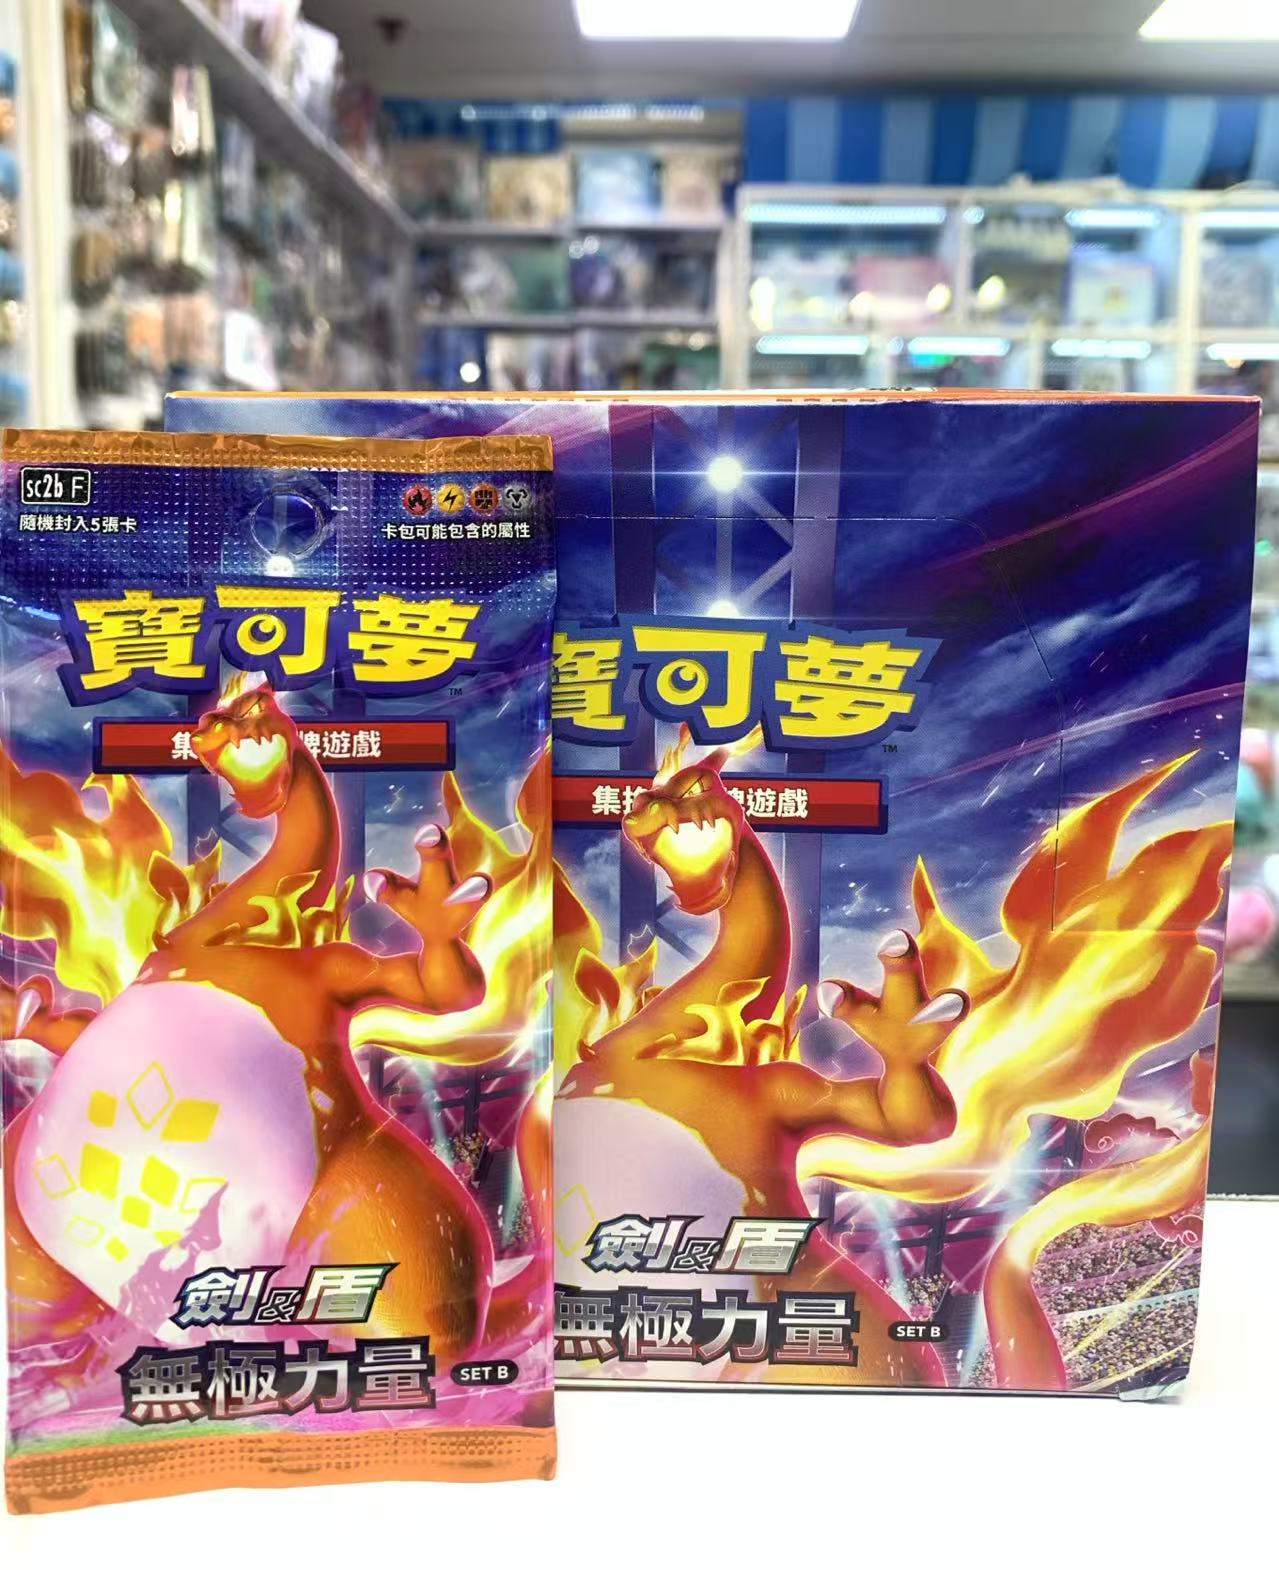 sc2b F
隨機封入5張卡
卡包可能包含的屬性
寶可夢
TM
集 牌遊戲
劍&盾
無極力量
SET B
寶可夢
TM
集換 牌遊戲
劍&盾
無極力量
SET B